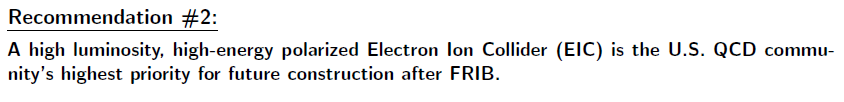 Recommendation #2:
A high luminosity, high-energy polarized Electron Ion Collider (EIC) is the U.S. QCD commu-
nity's highest priority for future construction after FRIB.